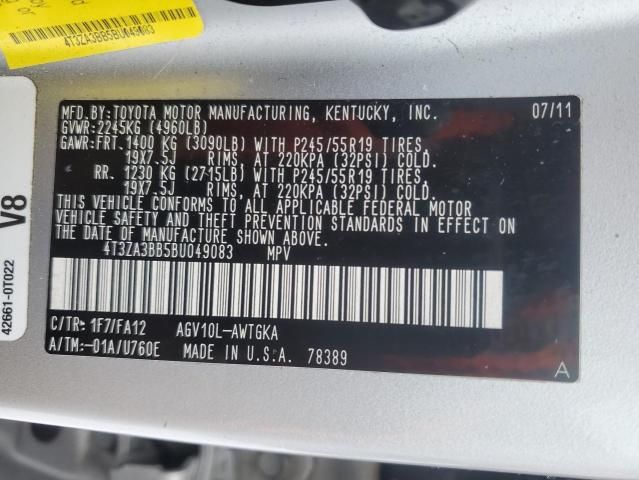 4T3ZA3BB5BU049083
MFD.BY:TOYOTA MOTOR MANUFACTURING, KENTUCKY, INC. 07/11
GVWR:2245KG (4960LB)
GAWR:FRT.1400 KG (3090LB) WITH P245/55R19 TIRES,
19X7.5J RIMS, AT 220KPA (32PSI) COLD.
RR. 1230 KG (2715LB) WITH P245/55R19 TIRES,
19X7.5J RIMS, AT 220KPA (32PSI) COLD.
THIS VEHICLE CONFORMS TO ALL APPLICABLE FEDERAL MOTOR
VEHICLE SAFETY AND THEFT PREVENTION STANDARDS IN EFFECT ON
THE DATE OF MANUFACTURE SHOWN ABOVE.
4T3ZA3BB5BU049083 MPV
C/TR: 1F7/FA12 AGV10L-AWTGKA
A/TM:-01A/U760E MADE IN U.S.A. 78389 A
V8
42661-0T022